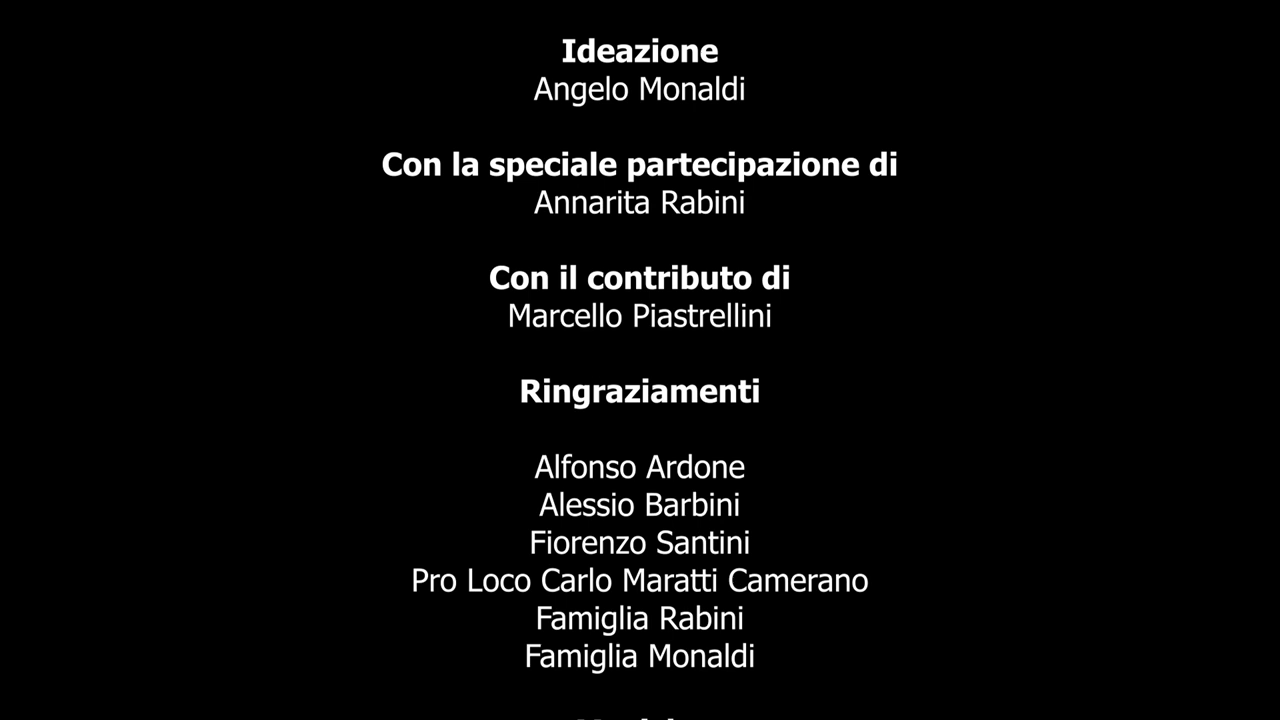 Ideazione
Angelo Monaldi
Con la speciale partecipazione di
Annarita Rabini
Con il contributo di
Marcello Piastrellini
Ringraziamenti
Alfonso Ardone
Alessio Barbini
Fiorenzo Santini
Pro Loco Carlo Maratti Camerano
Famiglia Rabini
Famiglia Monaldi